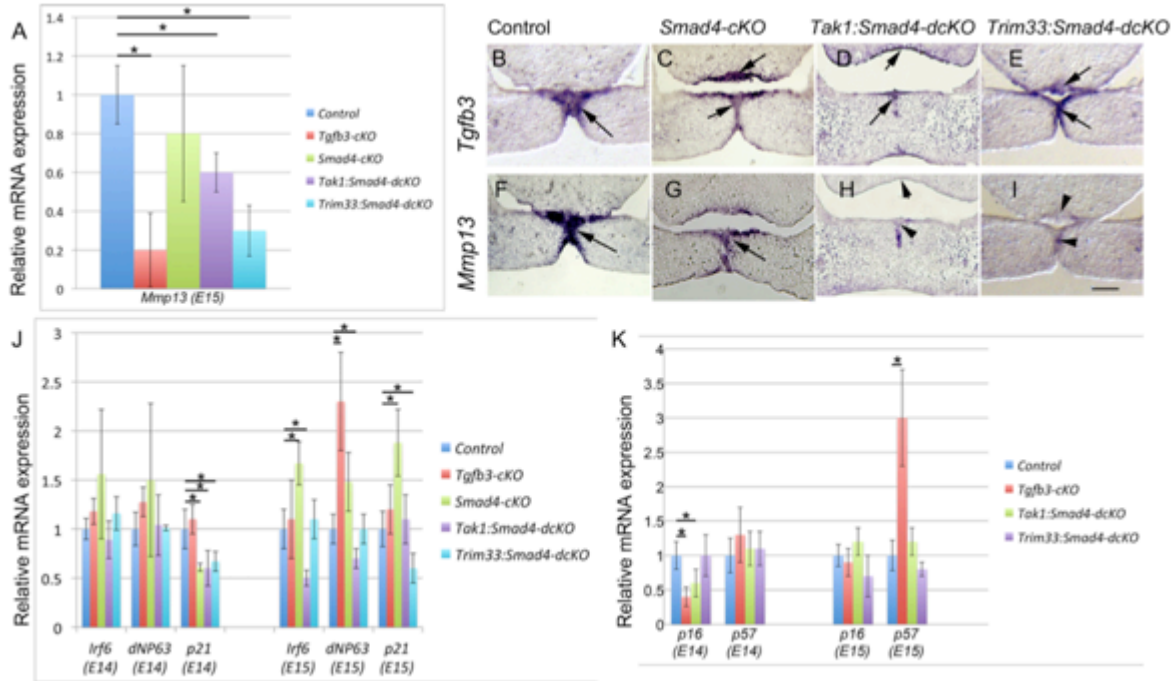 A
Relative mRNA expression
1.4
1.2
1
0.8
0.6
0.4
0.2
0
*
*
*
Mmp13 (E15)
Control
Tgfb3-cKO
Smad4-cKO
Tak1:Smad4-dcKO
Trim33:Smad4-dcKO
Control
Smad4-cKO
Tak1:Smad4-dcKO
Trim33:Smad4-dcKO
Tgfb3
B
C
D
E
Mmp13
F
G
H
I
J
Relative mRNA expression
3
2.5
2
1.5
1
0.5
0
*
*
*
*
*
*
*
*
*
*
Irf6 dNP63 p21 Irf6 dNP63 p21
(E14) (E14) (E14) (E15) (E15) (E15)
Control
Tgfb3-cKO
Smad4-cKO
Tak1:Smad4-dcKO
Trim33:Smad4-dcKO
K
Relative mRNA expression
4
3.5
3
2.5
2
1.5
1
0.5
0
*
*
*
p16 p57 p16 p57
(E14) (E14) (E15) (E15)
Control
Tgfb3-cKO
Tak1:Smad4-dcKO
Trim33:Smad4-dcKO